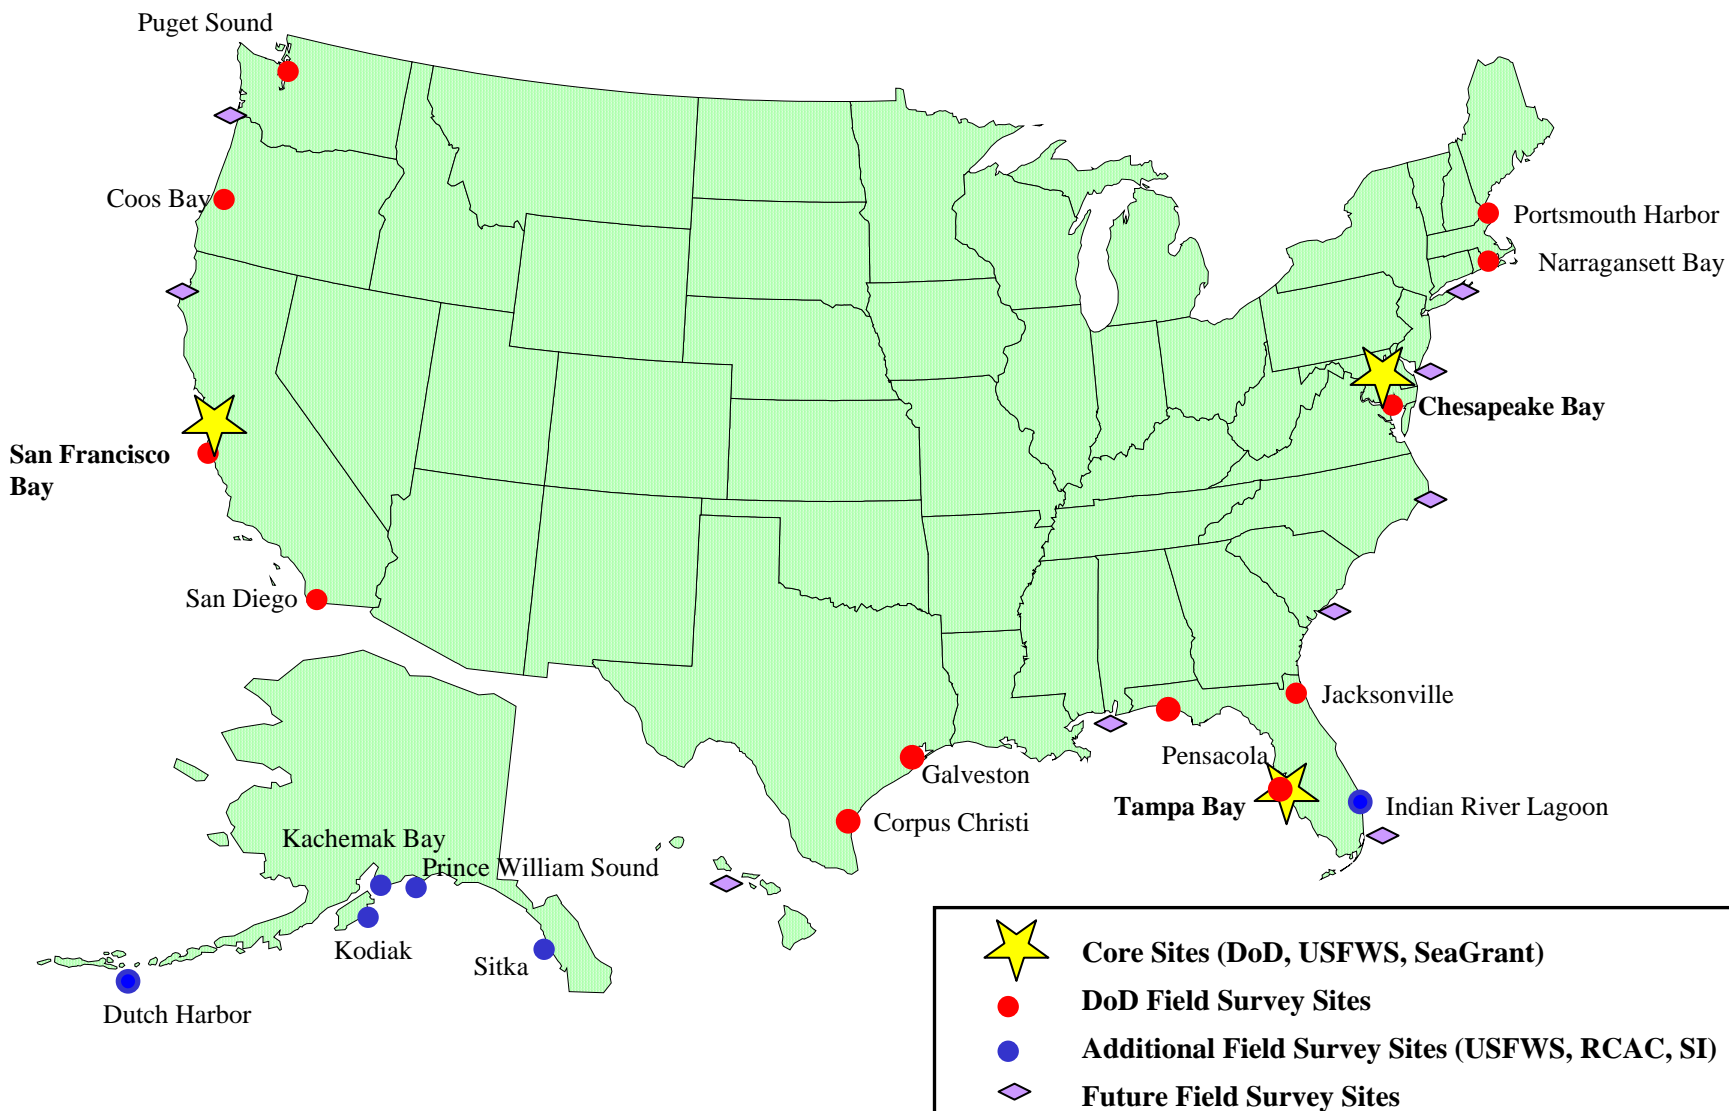 Puget Sound
Coos Bay
Portsmouth Harbor
Narragansett Bay
Chesapeake Bay
San Francisco
Bay
San Diego
Jacksonville
Pensacola
Galveston
Tampa Bay
Indian River Lagoon
Corpus Christi
Kachemak Bay
Prince William Sound
Kodiak
Sitka
Dutch Harbor
Core Sites (DoD, USFWS, SeaGrant)
DoD Field Survey Sites
Additional Field Survey Sites (USFWS, RCAC, SI)
Future Field Survey Sites